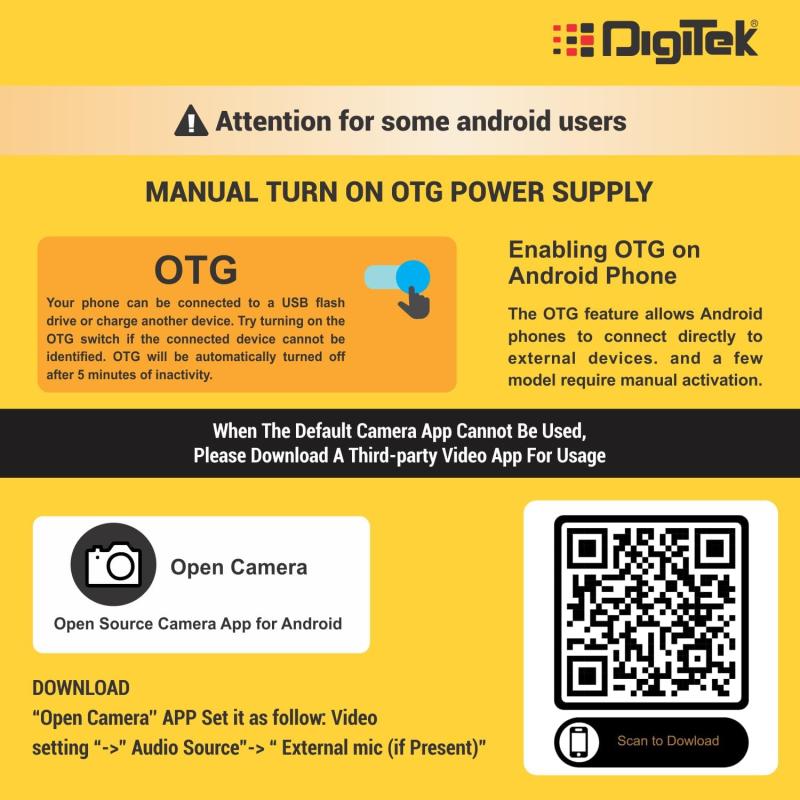 DigiTek®
Attention for some android users
MANUAL TURN ON OTG POWER SUPPLY
OTG
Your phone can be connected to a USB flash
drive or charge another device. Try turning on the
OTG switch if the connected device cannot be
identified. OTG will be automatically turned off
after 5 minutes of inactivity.
Enabling OTG on
Android Phone
The OTG feature allows Android
phones to connect directly to
external devices. and a few
model require manual activation.
When The Default Camera App Cannot Be Used,
Please Download A Third-party Video App For Usage
Open Camera
Open Source Camera App for Android
DOWNLOAD
“Open Camera'' APP Set it as follow: Video
setting “->” Audio Source”-> “ External mic (if Present)”
Scan to Dowload